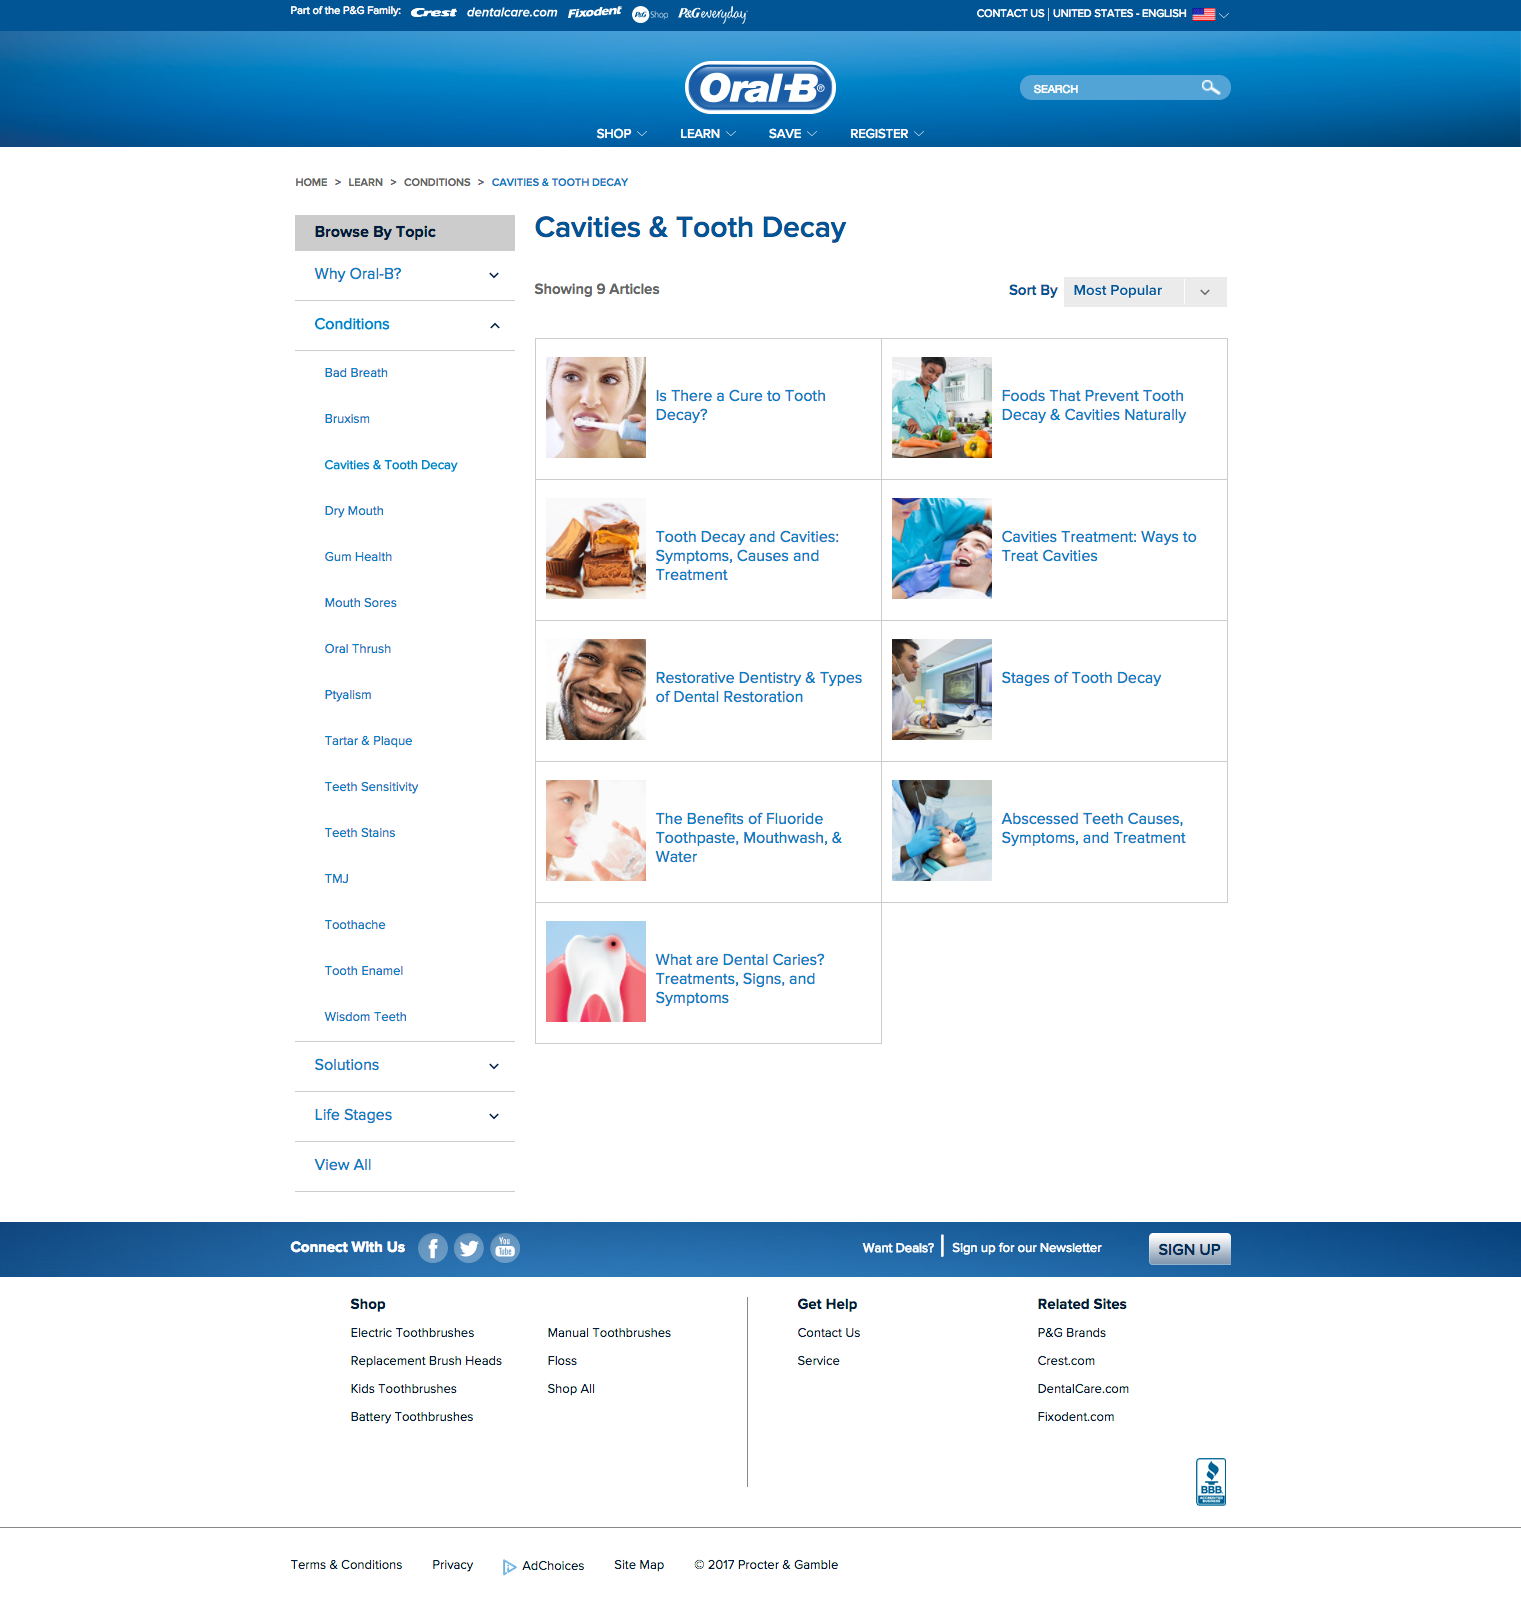 Part of the P&G Family: Crest dentalcare.com Fixodent P&G Shop P&G everyday
CONTACT US | UNITED STATES - ENGLISH
Oral-B®
SEARCH
SHOP LEARN SAVE REGISTER
HOME > LEARN > CONDITIONS > CAVITIES & TOOTH DECAY
Browse By Topic
Why Oral-B?
Conditions
Bad Breath
Bruxism
Cavities & Tooth Decay
Dry Mouth
Gum Health
Mouth Sores
Oral Thrush
Ptyalism
Tartar & Plaque
Teeth Sensitivity
Teeth Stains
TMJ
Toothache
Tooth Enamel
Wisdom Teeth
Solutions
Life Stages
View All
Cavities & Tooth Decay
Showing 9 Articles
Sort By Most Popular
Is There a Cure to Tooth
Decay?
Foods That Prevent Tooth
Decay & Cavities Naturally
Tooth Decay and Cavities:
Symptoms, Causes and
Treatment
Cavities Treatment: Ways to
Treat Cavities
Restorative Dentistry & Types
of Dental Restoration
Stages of Tooth Decay
The Benefits of Fluoride
Toothpaste, Mouthwash, &
Water
Abscessed Teeth Causes,
Symptoms, and Treatment
What are Dental Caries?
Treatments, Signs, and
Symptoms
Connect With Us
You
Tube
Want Deals? | Sign up for our Newsletter
SIGN UP
Shop
Electric Toothbrushes
Replacement Brush Heads
Kids Toothbrushes
Battery Toothbrushes
Manual Toothbrushes
Floss
Shop All
Get Help
Contact Us
Service
Related Sites
P&G Brands
Crest.com
DentalCare.com
Fixodent.com
BBB
ACCREDITED
BUSINESS
Terms & Conditions Privacy AdChoices Site Map © 2017 Procter & Gamble